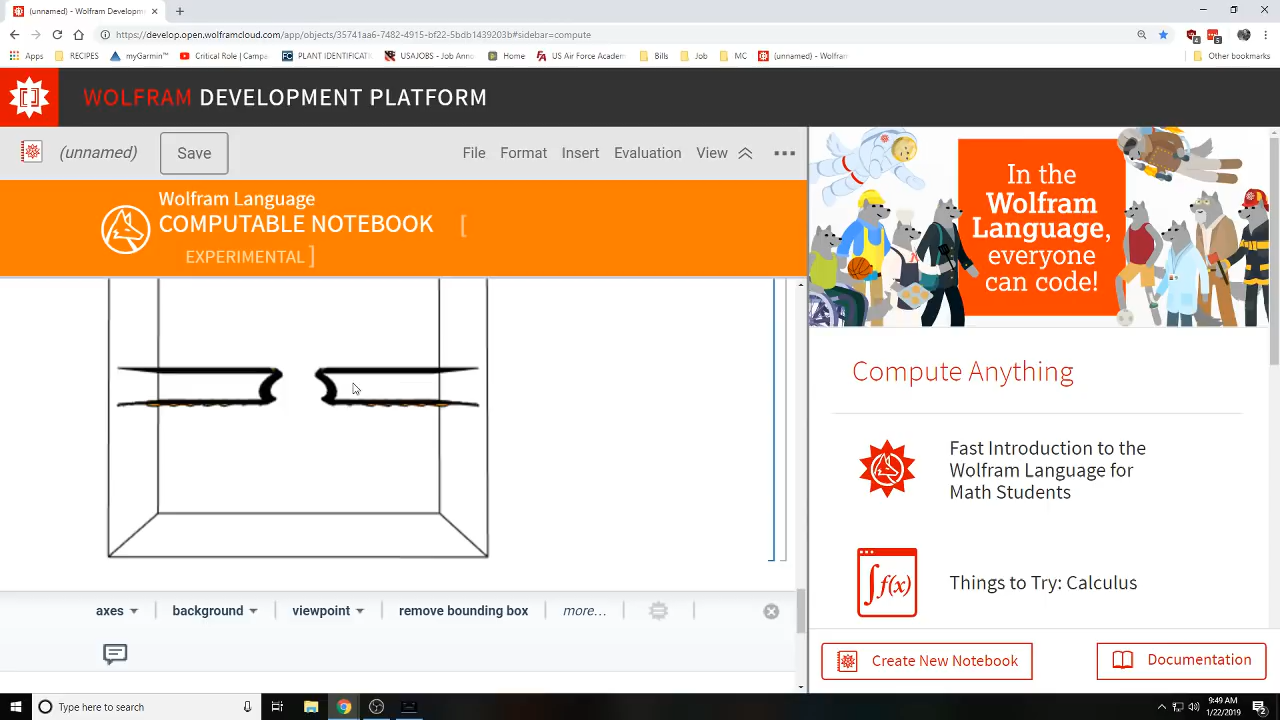 (unnamed) - Wolfram Developme
https://develop.open.wolframcloud.com/app/objects/35741aa6-7482-4915-bf22-5bdb1439203b#sidebar=compute
Apps RECIPES myGarmin™ Critical Role (Campa PLANT IDENTIFICAT USAJOBS - Job Anno Home US Air Force Academ Bills Job MC (unnamed) - Wolfram Other bookmarks
WOLFRAM DEVELOPMENT PLATFORM
(unnamed) Save File Format Insert Evaluation View
Wolfram Language
COMPUTABLE NOTEBOOK [
EXPERIMENTAL ]
In the
Wolfram
Language,
everyone
can code!
Compute Anything
Fast Introduction to the
Wolfram Language for
Math Students
∫f(x)
Things to Try: Calculus
axes background viewpoint remove bounding box more...
Create New Notebook Documentation
Type here to search
9:49 AM
1/22/2019